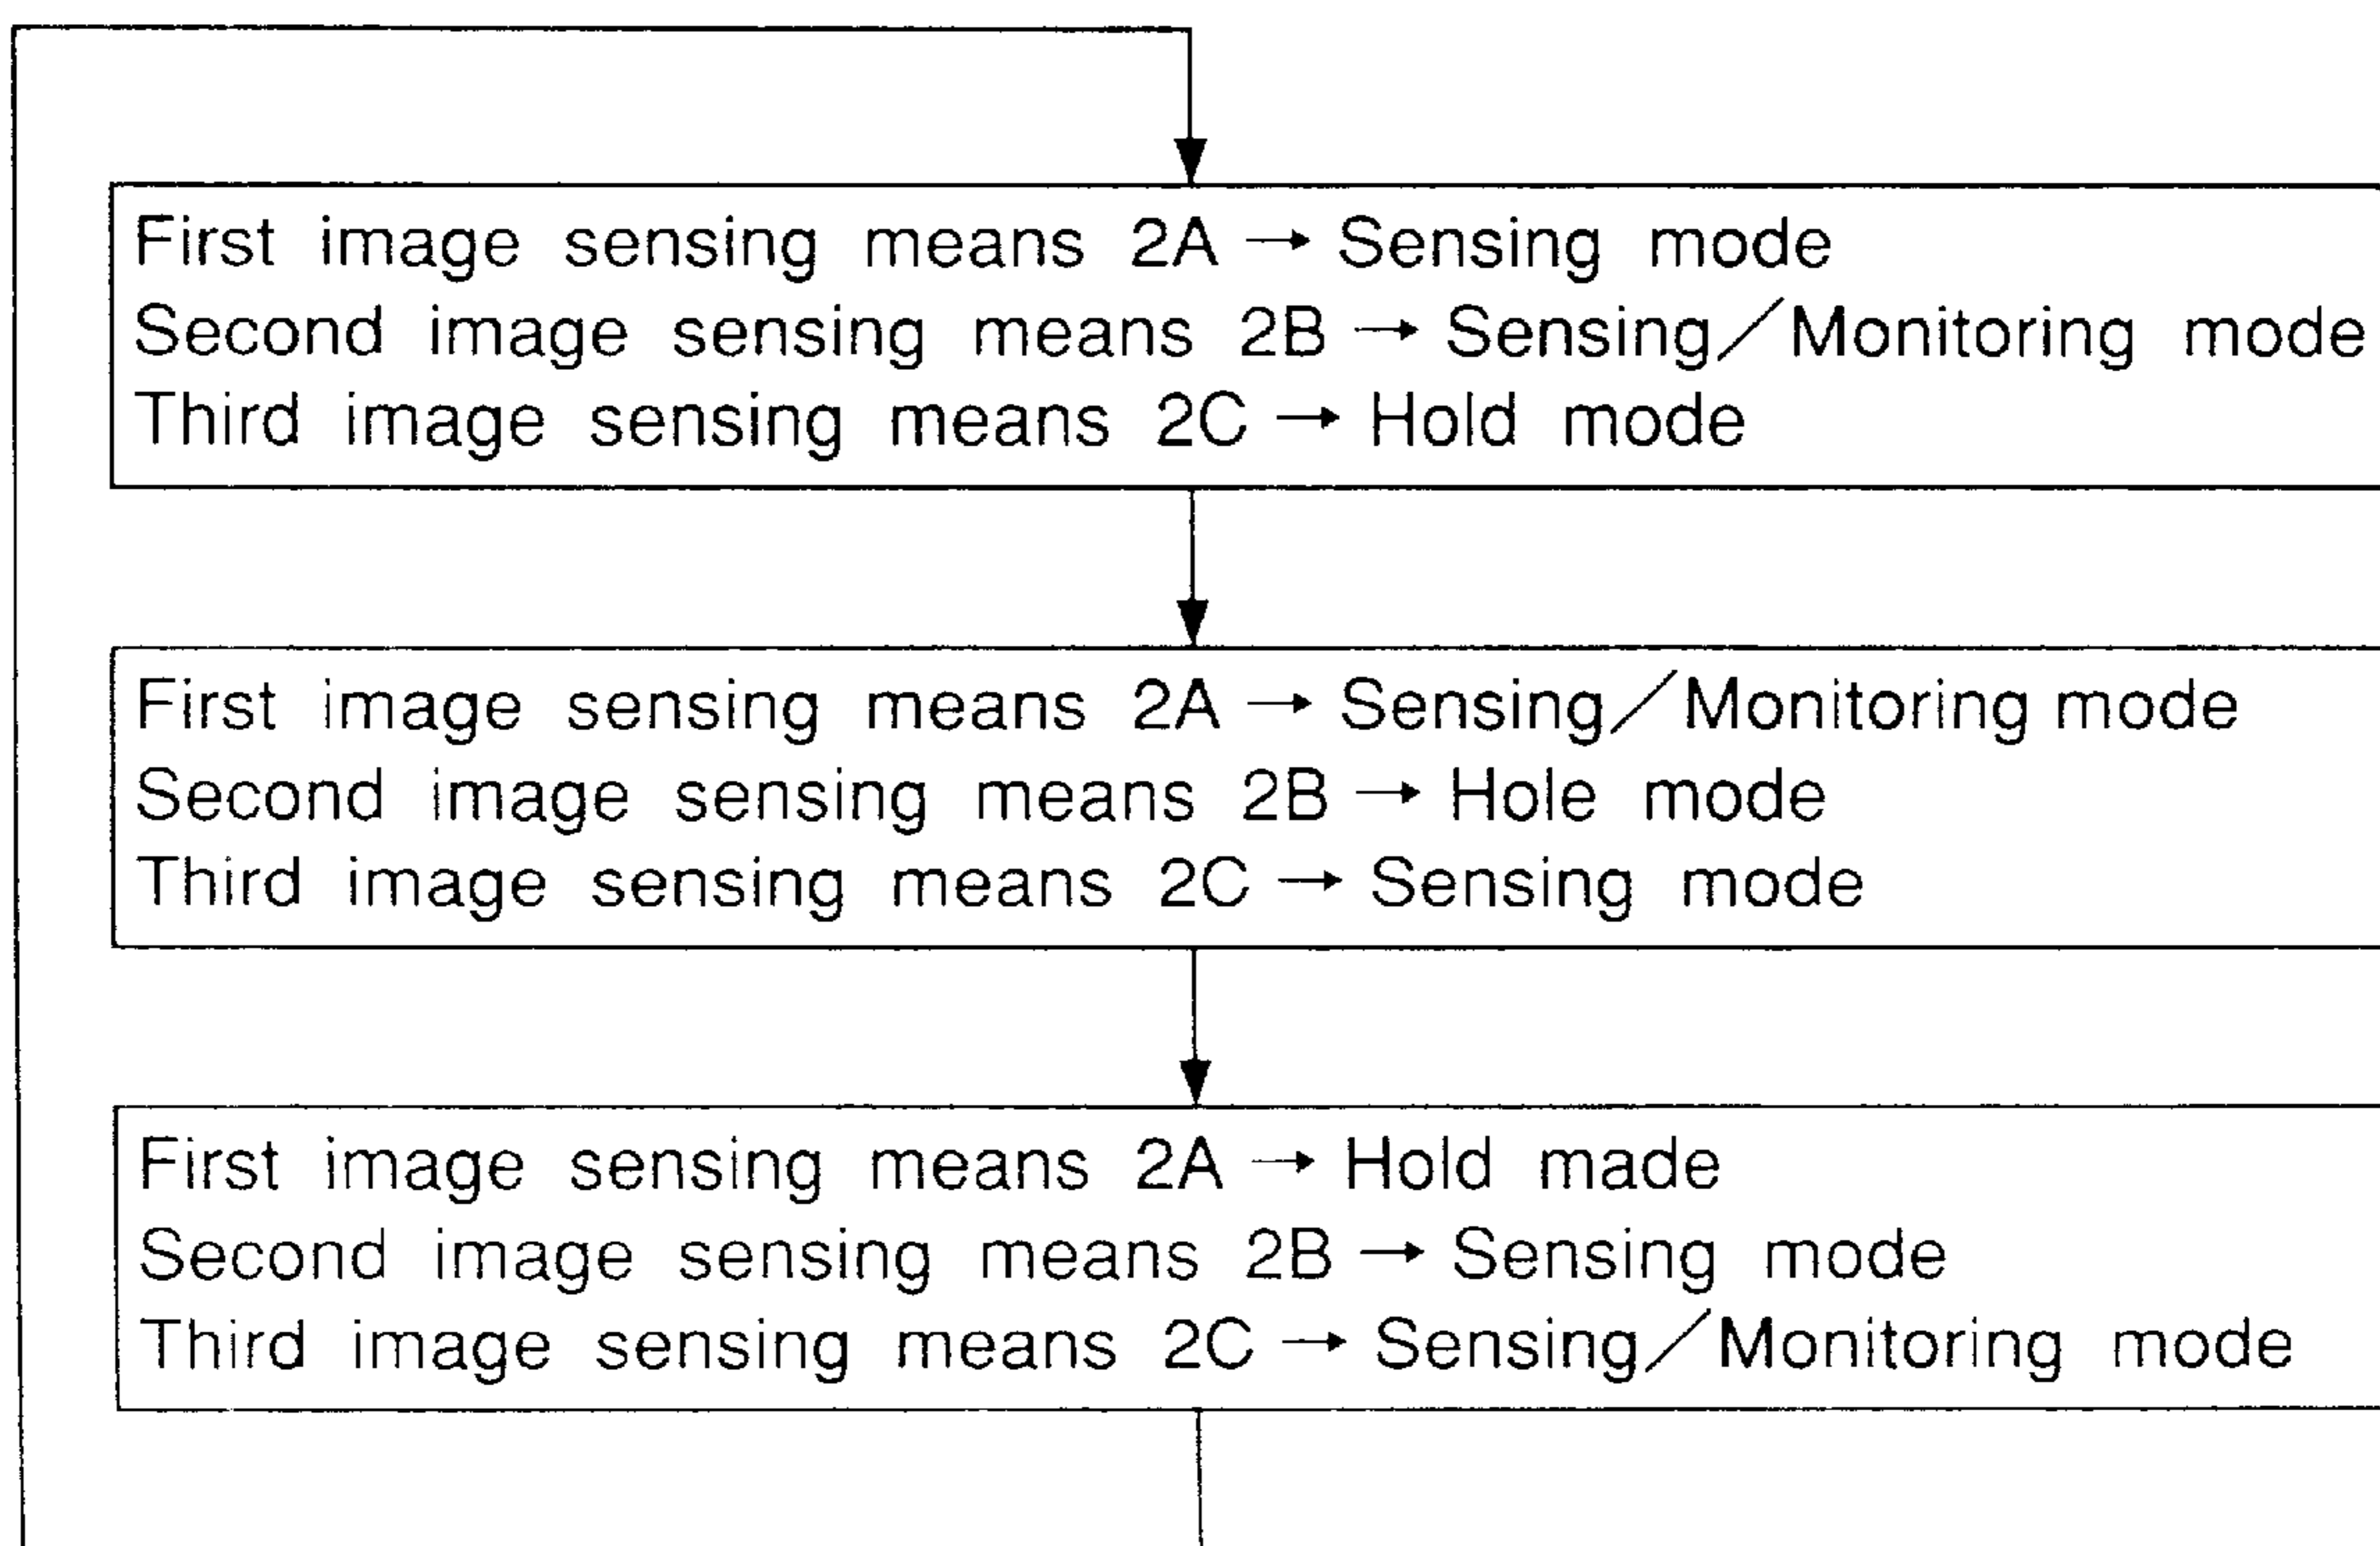 First image sensing means 2A → Sensing mode
Second image sensing means 2B → Sensing/Monitoring mode
Third image sensing means 2C → Hold mode
First image sensing means 2A → Sensing/Monitoring mode
Second image sensing means 2B → Hole mode
Third image sensing means 2C → Sensing mode
First image sensing means 2A → Hold made
Second image sensing means 2B → Sensing mode
Third image sensing means 2C → Sensing/Monitoring mode